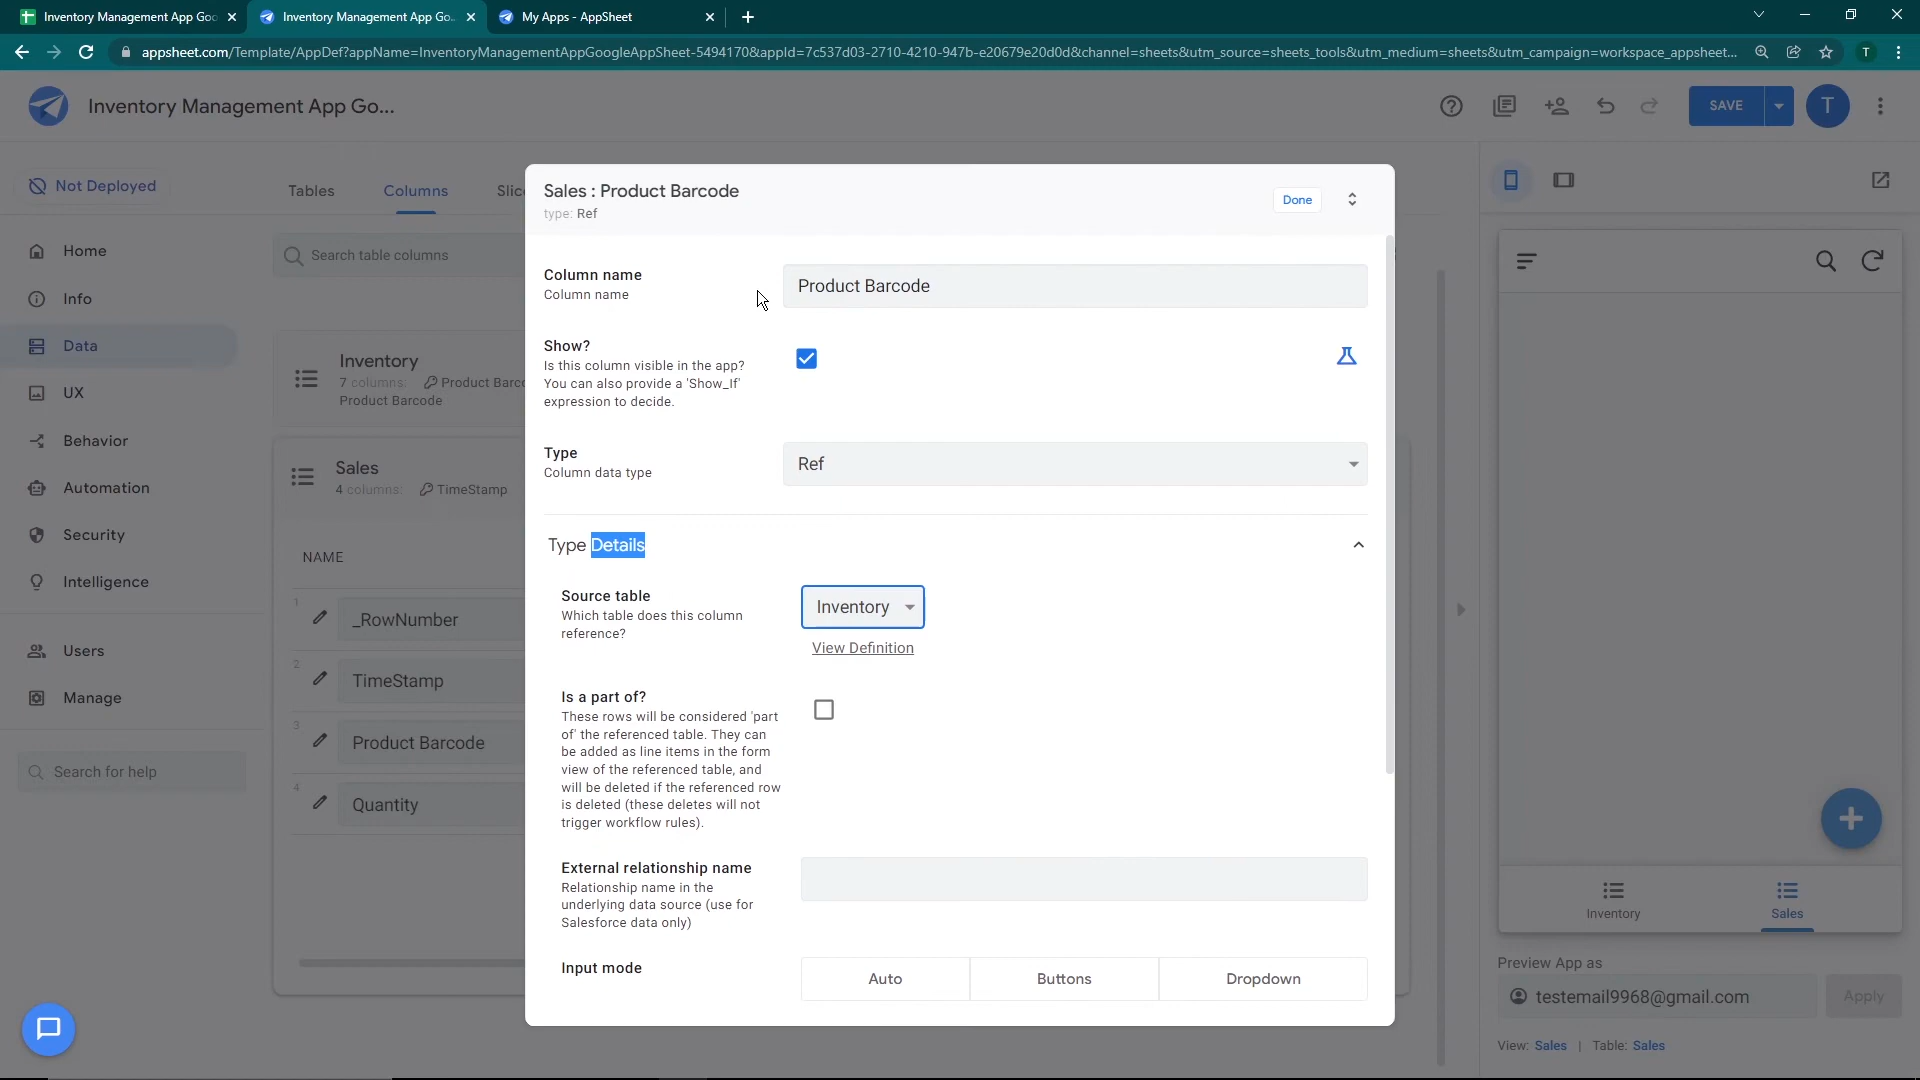 Inventory Management App Goo
Inventory Management App Go...
My Apps - AppSheet
appsheet.com/Template/AppDef?appName=InventoryManagementAppGoogleAppSheet-5494170&appId=7c537d03-2710-4210-947b-e20679e20d0d&channel=sheets&utm_source=sheets_tools&utm_medium=sheets&utm_campaign=workspace_appsheet...
T
Inventory Management App Go...
SAVE
T
Not Deployed
Tables
Columns
Slic
Home
Info
Data
UX
Behavior
Automation
Security
Intelligence
Users
Manage
Search for help
Search table columns
Inventory
7 columns: Product Barc
Product Barcode
Sales
4 columns: TimeStamp
NAME
1
_RowNumber
2
TimeStamp
3
Product Barcode
4
Quantity
Sales : Product Barcode
type: Ref
Done
Column name
Column name
Product Barcode
Show?
Is this column visible in the app?
You can also provide a 'Show_If'
expression to decide.
Type
Column data type
Ref
Type Details
Source table
Which table does this column
reference?
Inventory
View Definition
Is a part of?
These rows will be considered 'part
of' the referenced table. They can
be added as line items in the form
view of the referenced table, and
will be deleted if the referenced row
is deleted (these deletes will not
trigger workflow rules).
External relationship name
Relationship name in the
underlying data source (use for
Salesforce data only)
Input mode
Auto
Buttons
Dropdown
Inventory
Sales
Preview App as
testemail9968@gmail.com
Apply
View: Sales | Table: Sales